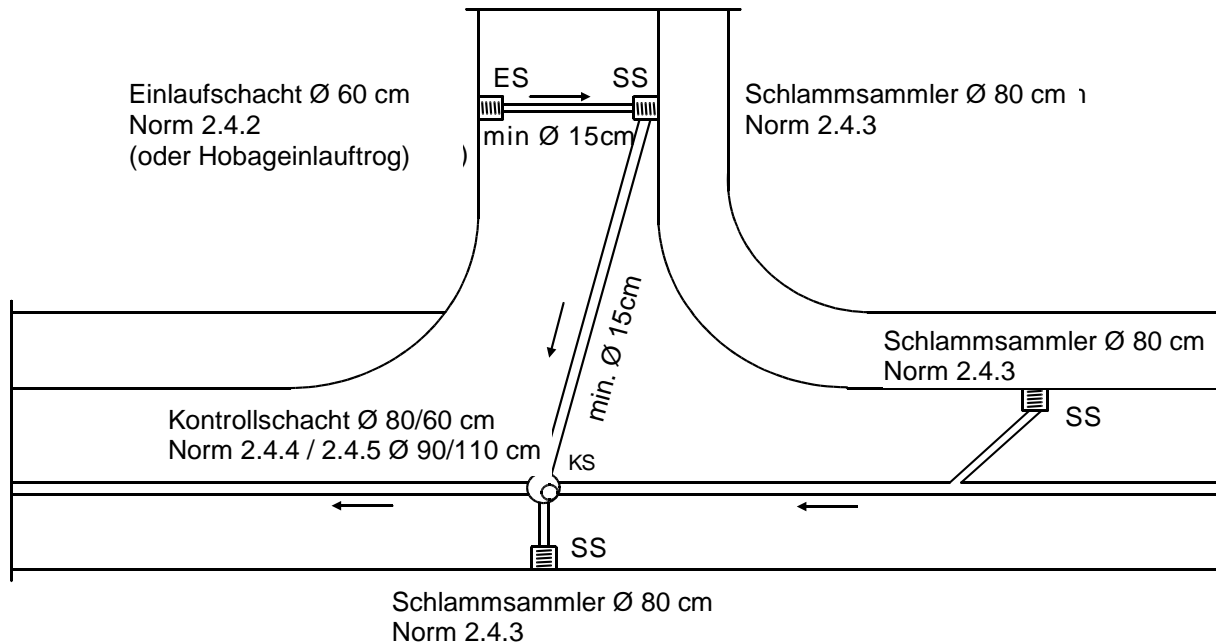 Einlaufschacht Ø 60 cm
Norm 2.4.2
(oder Hobageinlauftrog)
ES
SS
min Ø 15cm
Schlammsammler Ø 80 cm
Norm 2.4.3
min. Ø 15cm
Schlammsammler Ø 80 cm
Norm 2.4.3
SS
Kontrollschacht Ø 80/60 cm
Norm 2.4.4 / 2.4.5 Ø 90/110 cm
KS
SS
Schlammsammler Ø 80 cm
Norm 2.4.3